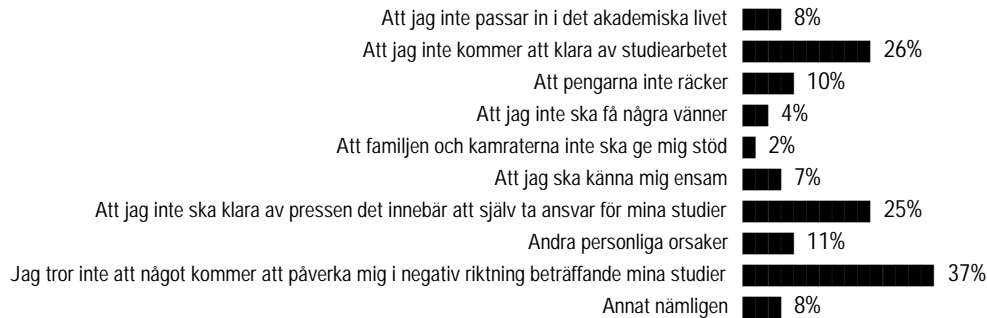 Att jag inte passar in i det akademiska livet 8%
Att jag inte kommer att klara av studiearbetet 26%
Att pengarna inte räcker 10%
Att jag inte ska få några vänner 4%
Att familjen och kamraterna inte ska ge mig stöd 2%
Att jag ska känna mig ensam 7%
Att jag inte ska klara av pressen det innebär att själv ta ansvar för mina studier 25%
Andra personliga orsaker 11%
Jag tror inte att något kommer att påverka mig i negativ riktning beträffande mina studier 37%
Annat nämligen 8%